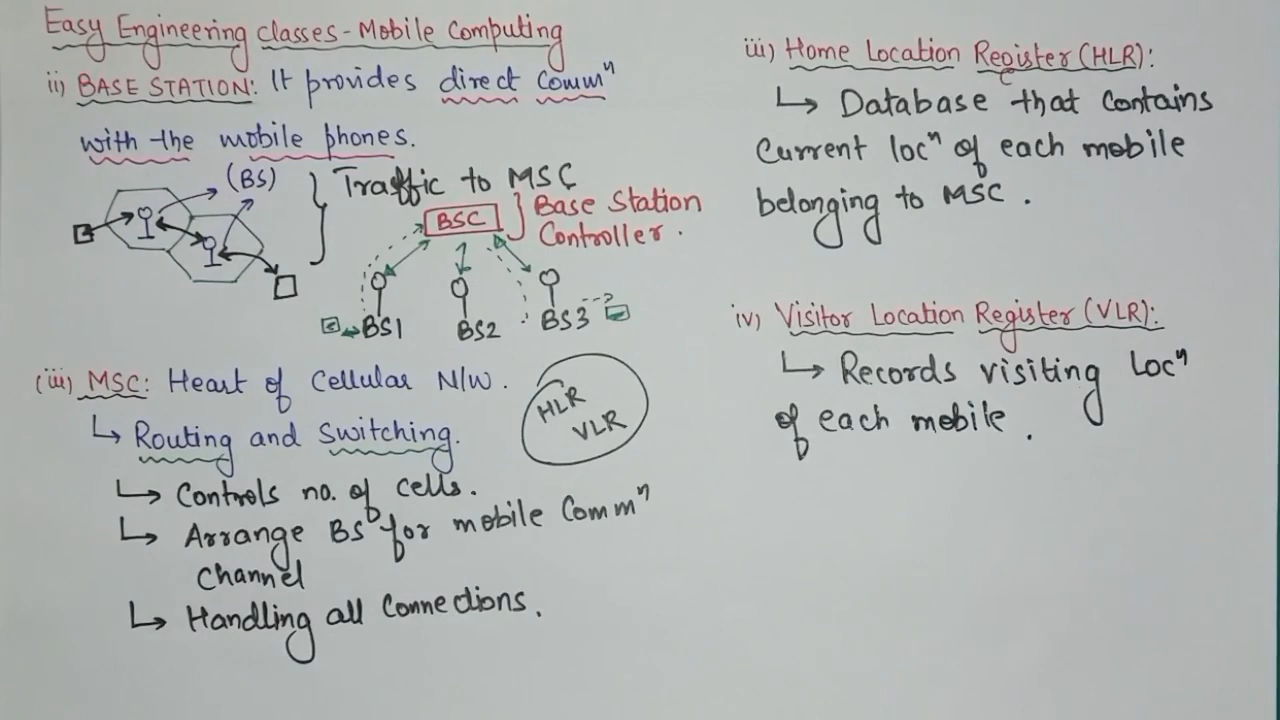 Easy Engineering classes - Mobile Computing
ii) BASE STATION: It provides direct Commⁿ
with the mobile phones.
(BS)
Traffic to MSC
BSC
Base Station
Controller.
BS1
BS2
BS3
(iii) MSC: Heart of Cellular N/W.
↳ Routing and Switching.
↳ Controls no. of cells.
↳ Arrange BS for mobile Commⁿ
Channel
↳ Handling all Connections.
HLR
VLR
iii) Home Location Register (HLR):
↳ Database that contains
Current locⁿ of each mobile
belonging to MSC.
iv) Visitor Location Register (VLR):
↳ Records visiting locⁿ
of each mobile.